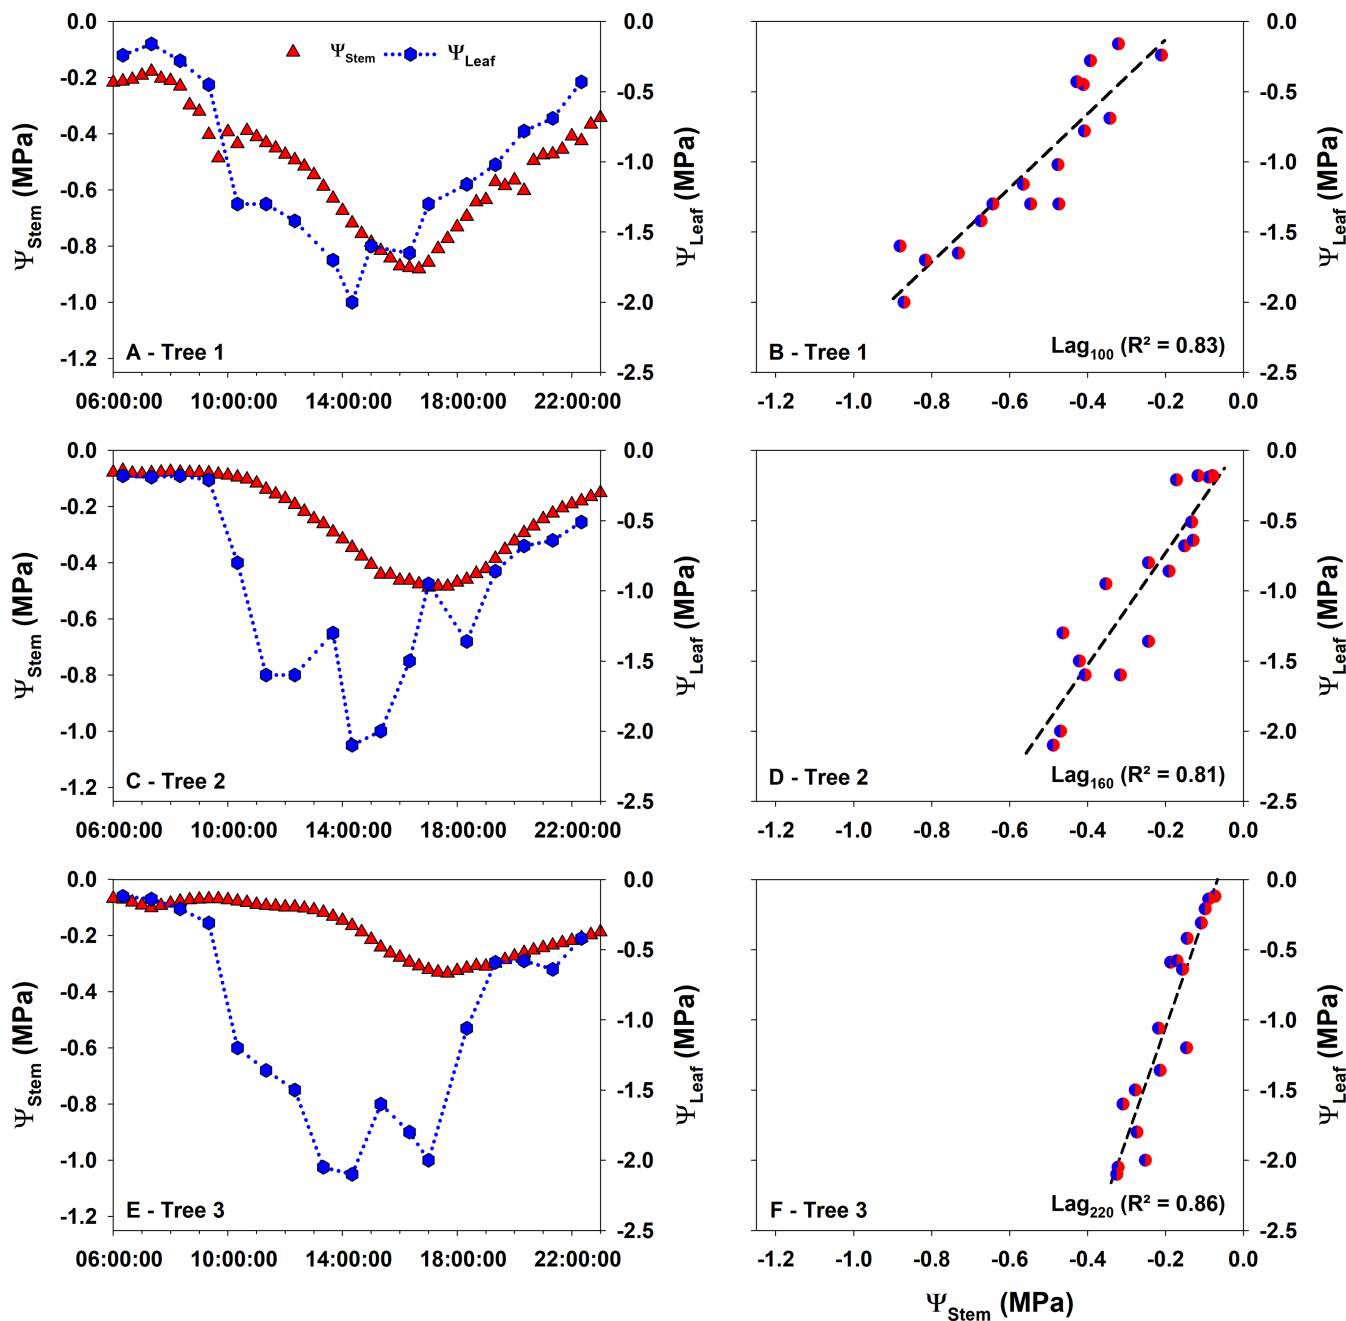 0.0
-0.2
-0.4
-0.6
-0.8
-1.0
-1.2
Ψ_Stem (MPa)
Ψ_Stem
Ψ_Leaf
A - Tree 1
06:00:00 10:00:00 14:00:00 18:00:00 22:00:00
0.0
-0.5
-1.0
-1.5
-2.0
-2.5
Ψ_Leaf (MPa)
B - Tree 1
Lag₁₀₀ (R² = 0.83)
-1.2 -1.0 -0.8 -0.6 -0.4 -0.2 0.0
0.0
-0.5
-1.0
-1.5
-2.0
-2.5
Ψ_Leaf (MPa)
0.0
-0.2
-0.4
-0.6
-0.8
-1.0
-1.2
Ψ_Stem (MPa)
C - Tree 2
06:00:00 10:00:00 14:00:00 18:00:00 22:00:00
0.0
-0.5
-1.0
-1.5
-2.0
-2.5
Ψ_Leaf (MPa)
D - Tree 2
Lag₁₆₀ (R² = 0.81)
-1.2 -1.0 -0.8 -0.6 -0.4 -0.2 0.0
0.0
-0.5
-1.0
-1.5
-2.0
-2.5
Ψ_Leaf (MPa)
0.0
-0.2
-0.4
-0.6
-0.8
-1.0
-1.2
Ψ_Stem (MPa)
E - Tree 3
06:00:00 10:00:00 14:00:00 18:00:00 22:00:00
0.0
-0.5
-1.0
-1.5
-2.0
-2.5
Ψ_Leaf (MPa)
F - Tree 3
Lag₂₂₀ (R² = 0.86)
-1.2 -1.0 -0.8 -0.6 -0.4 -0.2 0.0
0.0
-0.5
-1.0
-1.5
-2.0
-2.5
Ψ_Leaf (MPa)
Ψ_Stem (MPa)